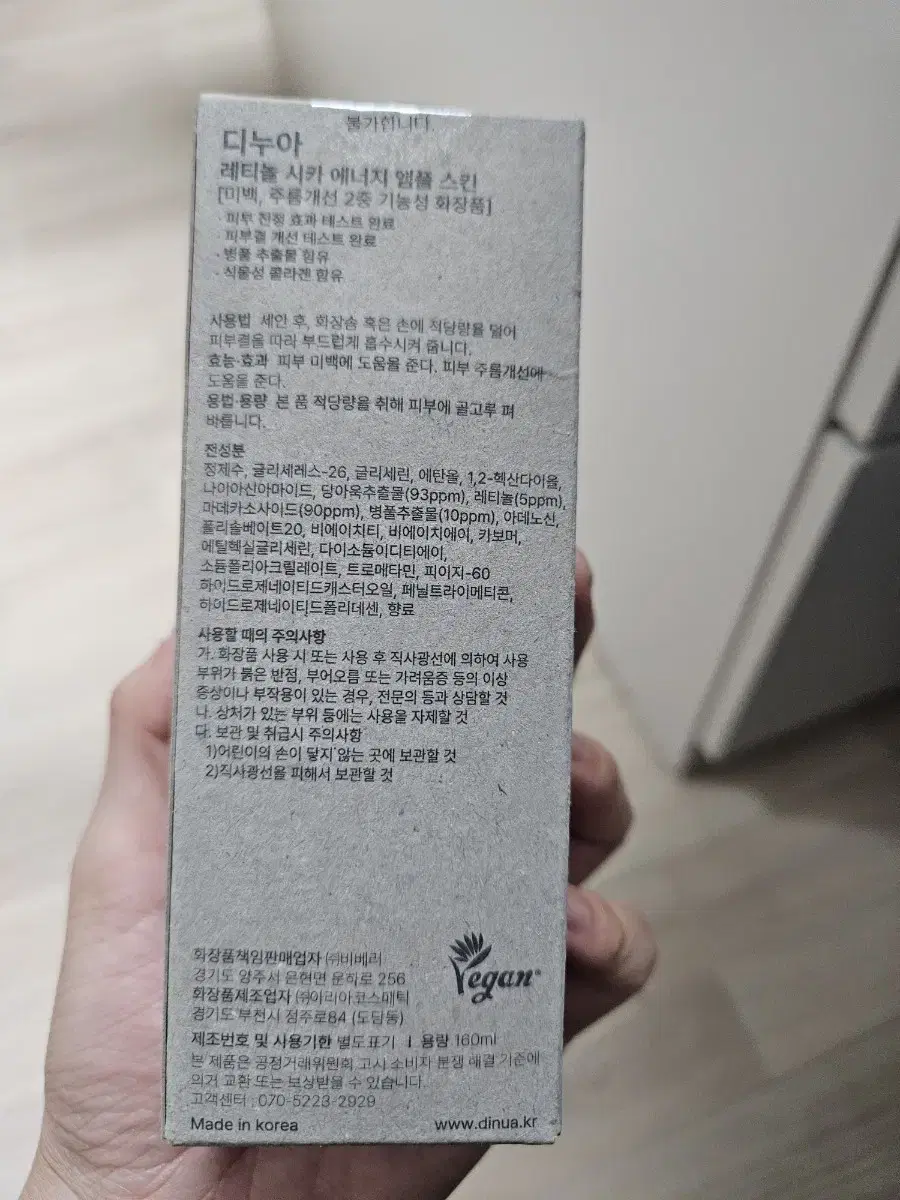 불가합니다.
디누아
레티놀 시카 에너지 앰플 스킨
[미백, 주름개선 2중 기능성 화장품]
· 피부 진정 효과 테스트 완료
· 피부결 개선 테스트 완료
· 병풀 추출물 함유
· 식물성 콜라겐 함유
사용법 세안 후, 화장솜 혹은 손에 적당량을 덜어
피부결을 따라 부드럽게 흡수시켜 줍니다.
효능·효과 피부 미백에 도움을 준다. 피부 주름개선에
도움을 준다.
용법·용량 본 품 적당량을 취해 피부에 골고루 펴
바릅니다.
전성분
정제수, 글리세레스-26, 글리세린, 에탄올, 1,2-헥산다이올,
나이아신아마이드, 당아욱추출물(93ppm), 레티놀(5ppm),
마데카소사이드(90ppm), 병풀추출물(10ppm), 아데노신,
폴리솔베이트20, 비에이치티, 비에이치에이, 카보머,
에틸헥실글리세린, 다이소듐이디티에이,
소듐폴리아크릴레이트, 트로메타민, 피이지-60
하이드로제네이티드캐스터오일, 페닐트라이메티콘,
하이드로제네이티드폴리데센, 향료
사용할 때의 주의사항
가. 화장품 사용 시 또는 사용 후 직사광선에 의하여 사용
부위가 붉은 반점, 부어오름 또는 가려움증 등의 이상
증상이나 부작용이 있는 경우, 전문의 등과 상담할 것
나. 상처가 있는 부위 등에는 사용을 자제할 것
다. 보관 및 취급시 주의사항
1)어린이의 손이 닿지 않는 곳에 보관할 것
2)직사광선을 피해서 보관할 것
화장품책임판매업자 ㈜비베리
경기도 양주시 은현면 운하로 256
화장품제조업자 ㈜아리아코스메틱
경기도 부천시 정주로84 (도당동)
Vegan
제조번호 및 사용기한 별도표기 I 용량 160ml
본 제품은 공정거래위원회 고시 소비자 분쟁 해결 기준에
의거 교환 또는 보상받을 수 있습니다.
고객센터 : 070-5223-2929
Made in korea www.dinua.kr